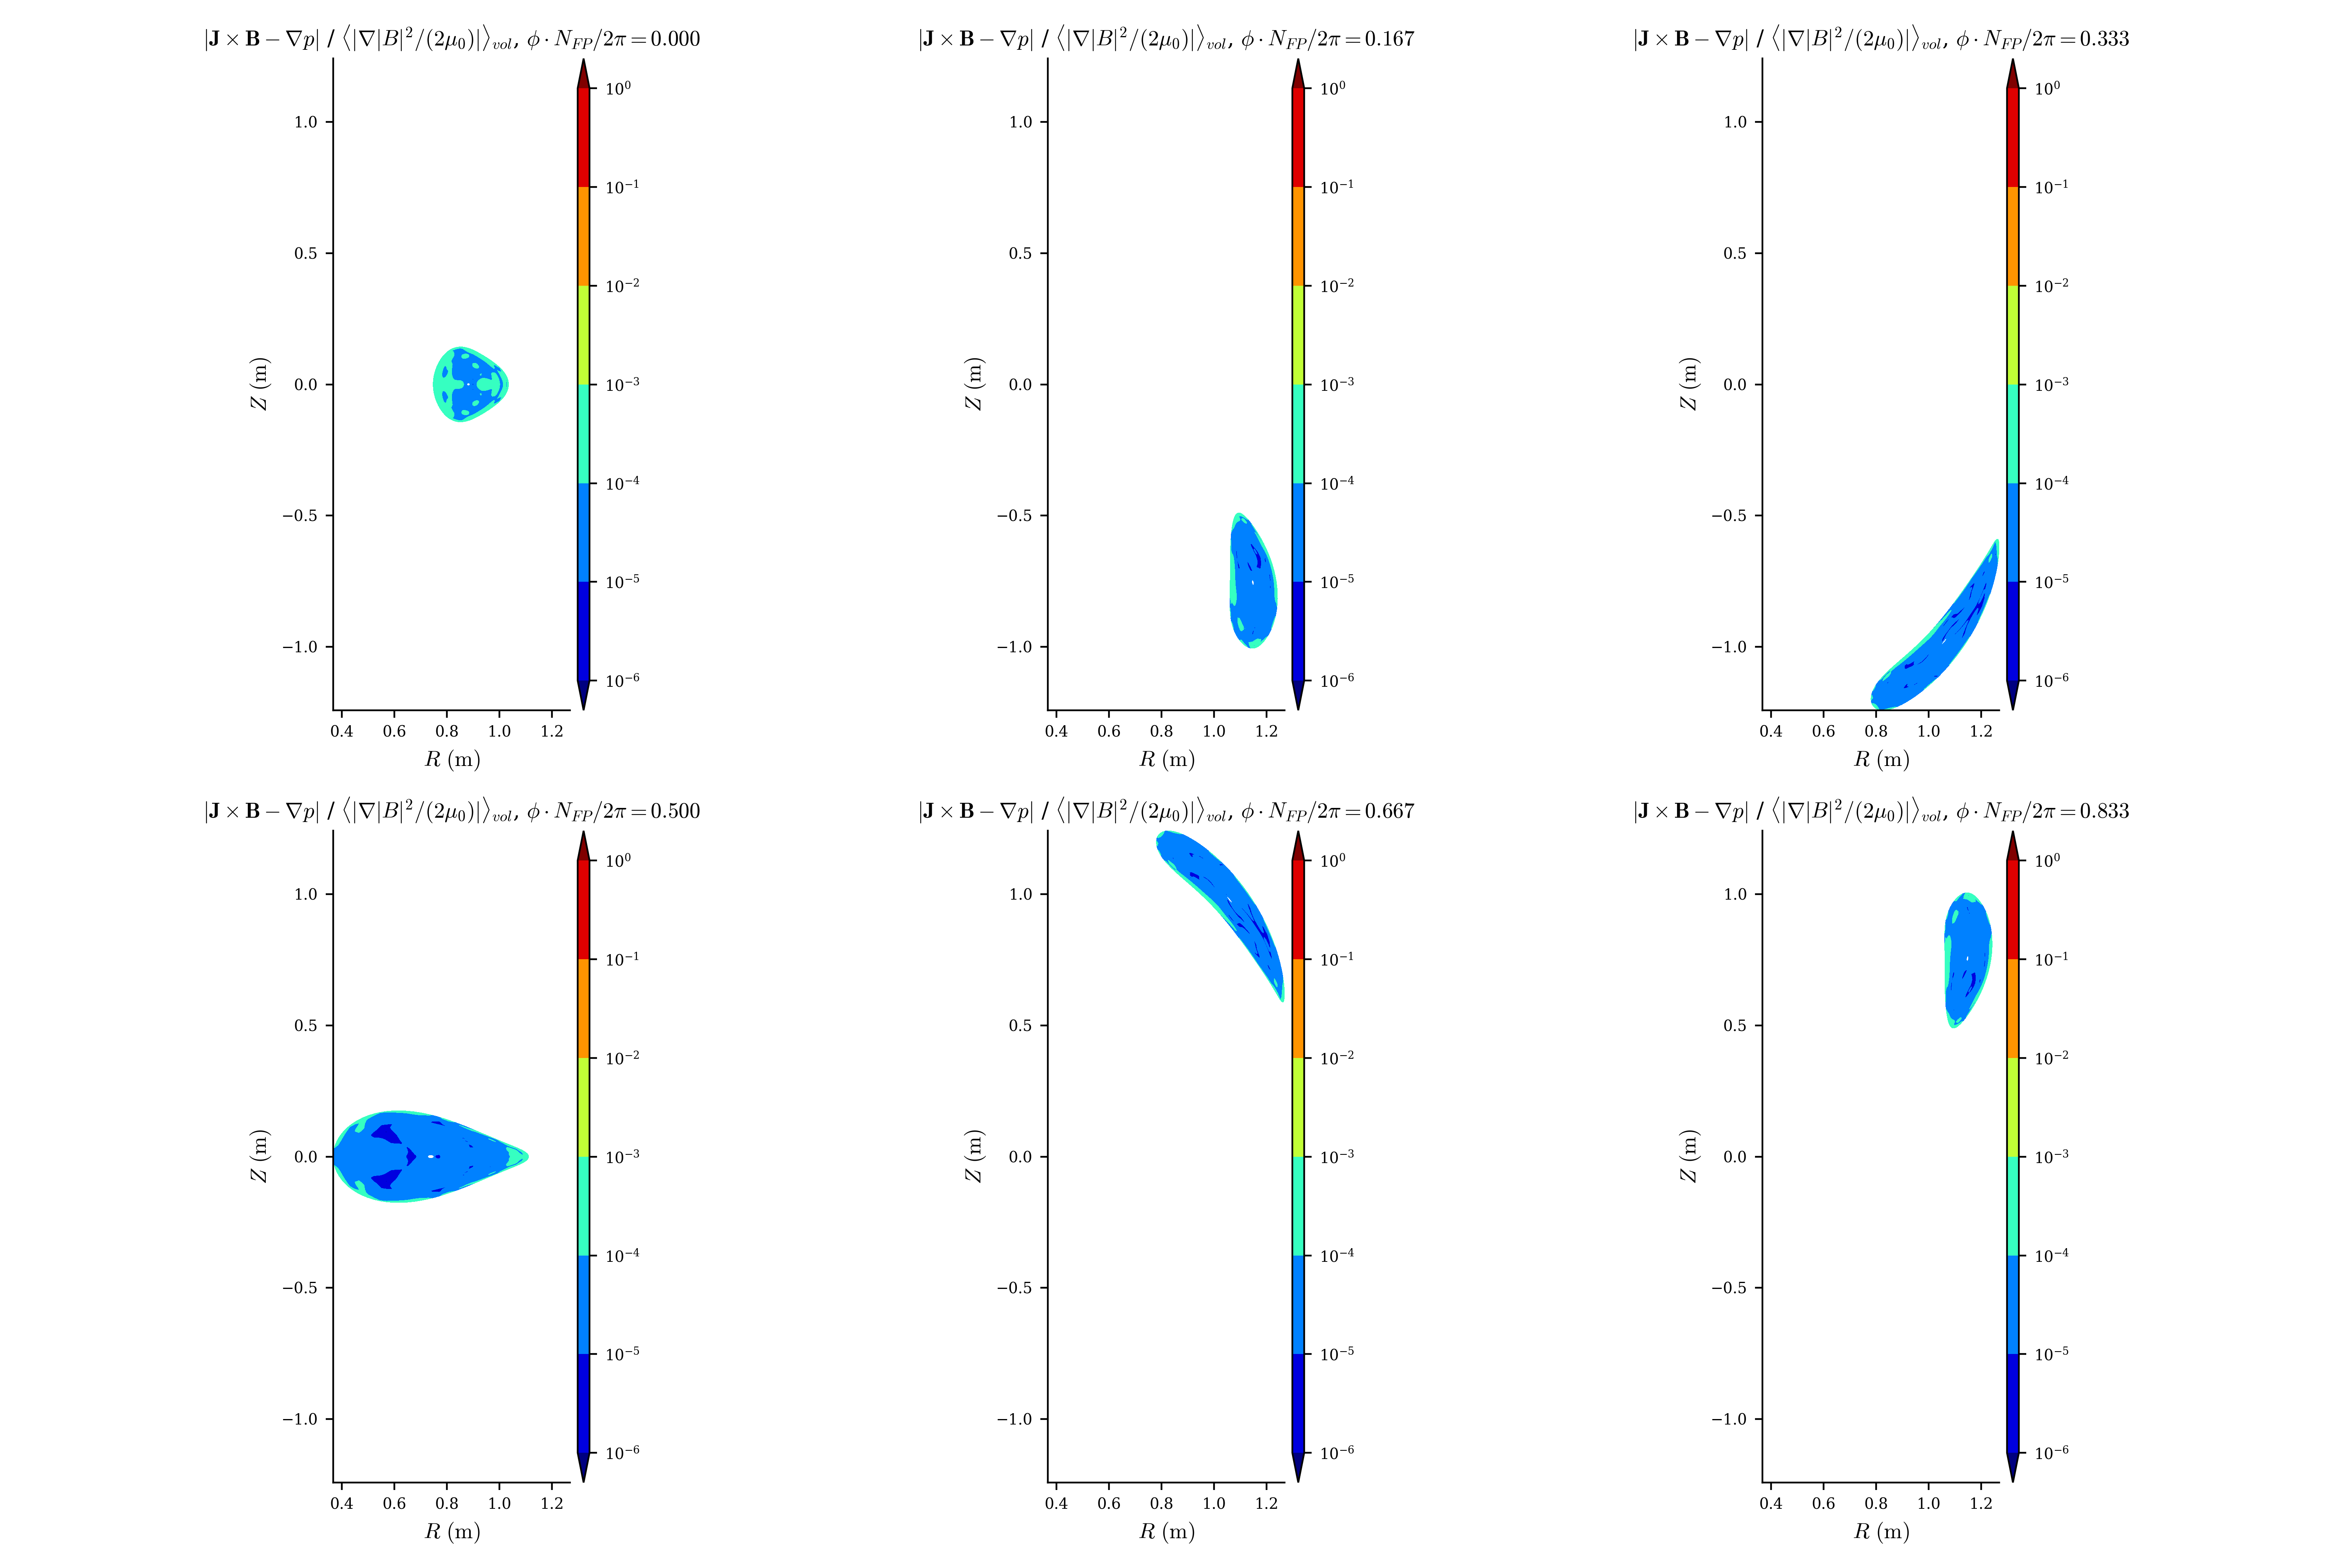 |J × B − ∇p| / ⟨|∇|B|²/(2μ₀)|⟩_vol, ϕ · N_FP/2π = 0.000
|J × B − ∇p| / ⟨|∇|B|²/(2μ₀)|⟩_vol, ϕ · N_FP/2π = 0.167
|J × B − ∇p| / ⟨|∇|B|²/(2μ₀)|⟩_vol, ϕ · N_FP/2π = 0.333
10⁰ 10⁰ 10⁰
1.0 1.0 1.0
10⁻¹ 10⁻¹ 10⁻¹
0.5 0.5 0.5
10⁻² 10⁻² 10⁻²
Z (m) 0.0 10⁻³ Z (m) 0.0 10⁻³ Z (m) 0.0 10⁻³
10⁻⁴ 10⁻⁴ 10⁻⁴
−0.5 −0.5 −0.5
10⁻⁵ 10⁻⁵ 10⁻⁵
−1.0 −1.0 −1.0
10⁻⁶ 10⁻⁶ 10⁻⁶
0.4 0.6 0.8 1.0 1.2 0.4 0.6 0.8 1.0 1.2 0.4 0.6 0.8 1.0 1.2
R (m) R (m) R (m)
|J × B − ∇p| / ⟨|∇|B|²/(2μ₀)|⟩_vol, ϕ · N_FP/2π = 0.500
|J × B − ∇p| / ⟨|∇|B|²/(2μ₀)|⟩_vol, ϕ · N_FP/2π = 0.667
|J × B − ∇p| / ⟨|∇|B|²/(2μ₀)|⟩_vol, ϕ · N_FP/2π = 0.833
10⁰ 10⁰ 10⁰
1.0 1.0 1.0
10⁻¹ 10⁻¹ 10⁻¹
0.5 0.5 0.5
10⁻² 10⁻² 10⁻²
Z (m) 0.0 10⁻³ Z (m) 0.0 10⁻³ Z (m) 0.0 10⁻³
10⁻⁴ 10⁻⁴ 10⁻⁴
−0.5 −0.5 −0.5
10⁻⁵ 10⁻⁵ 10⁻⁵
−1.0 −1.0 −1.0
10⁻⁶ 10⁻⁶ 10⁻⁶
0.4 0.6 0.8 1.0 1.2 0.4 0.6 0.8 1.0 1.2 0.4 0.6 0.8 1.0 1.2
R (m) R (m) R (m)